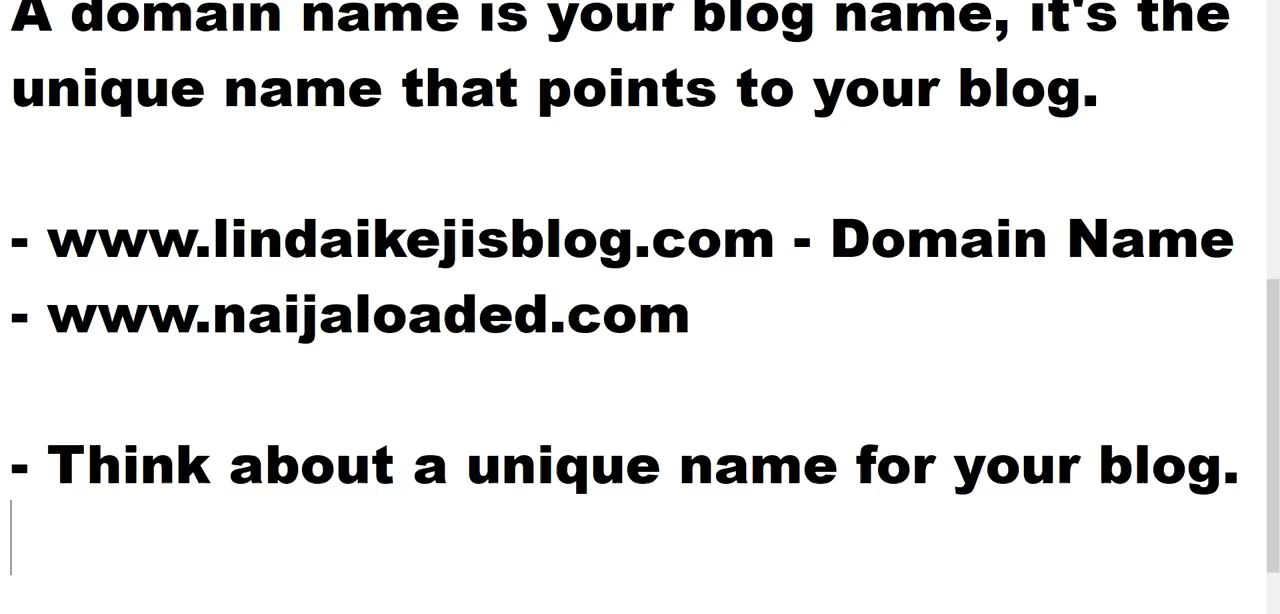 A domain name is your blog name, it's the
unique name that points to your blog.
- www.lindaikejisblog.com - Domain Name
- www.naijaloaded.com
- Think about a unique name for your blog.